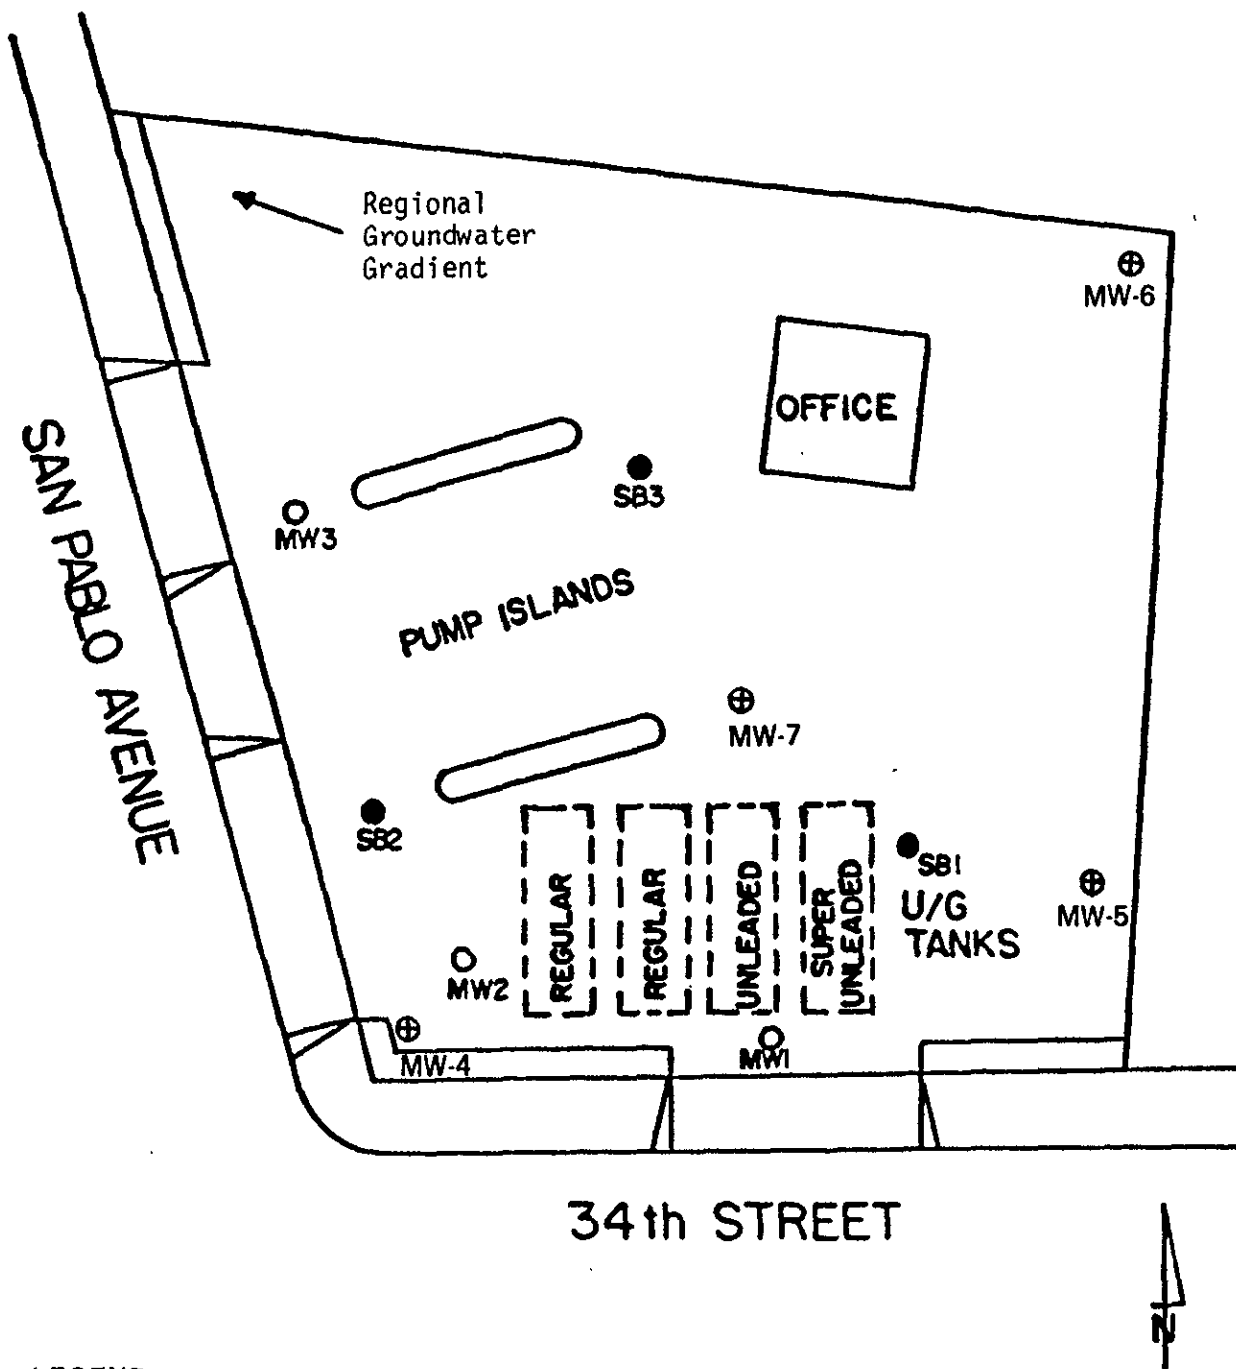 Regional
Groundwater
Gradient
MW-6
OFFICE
SAN PABLO AVENUE
SB3
MW3
PUMP ISLANDS
MW-7
SB2
SB1
U/G
TANKS
MW-5
REGULAR
REGULAR
UNLEADED
SUPER
UNLEADED
MW2
MW-4
MW1
34th STREET
N